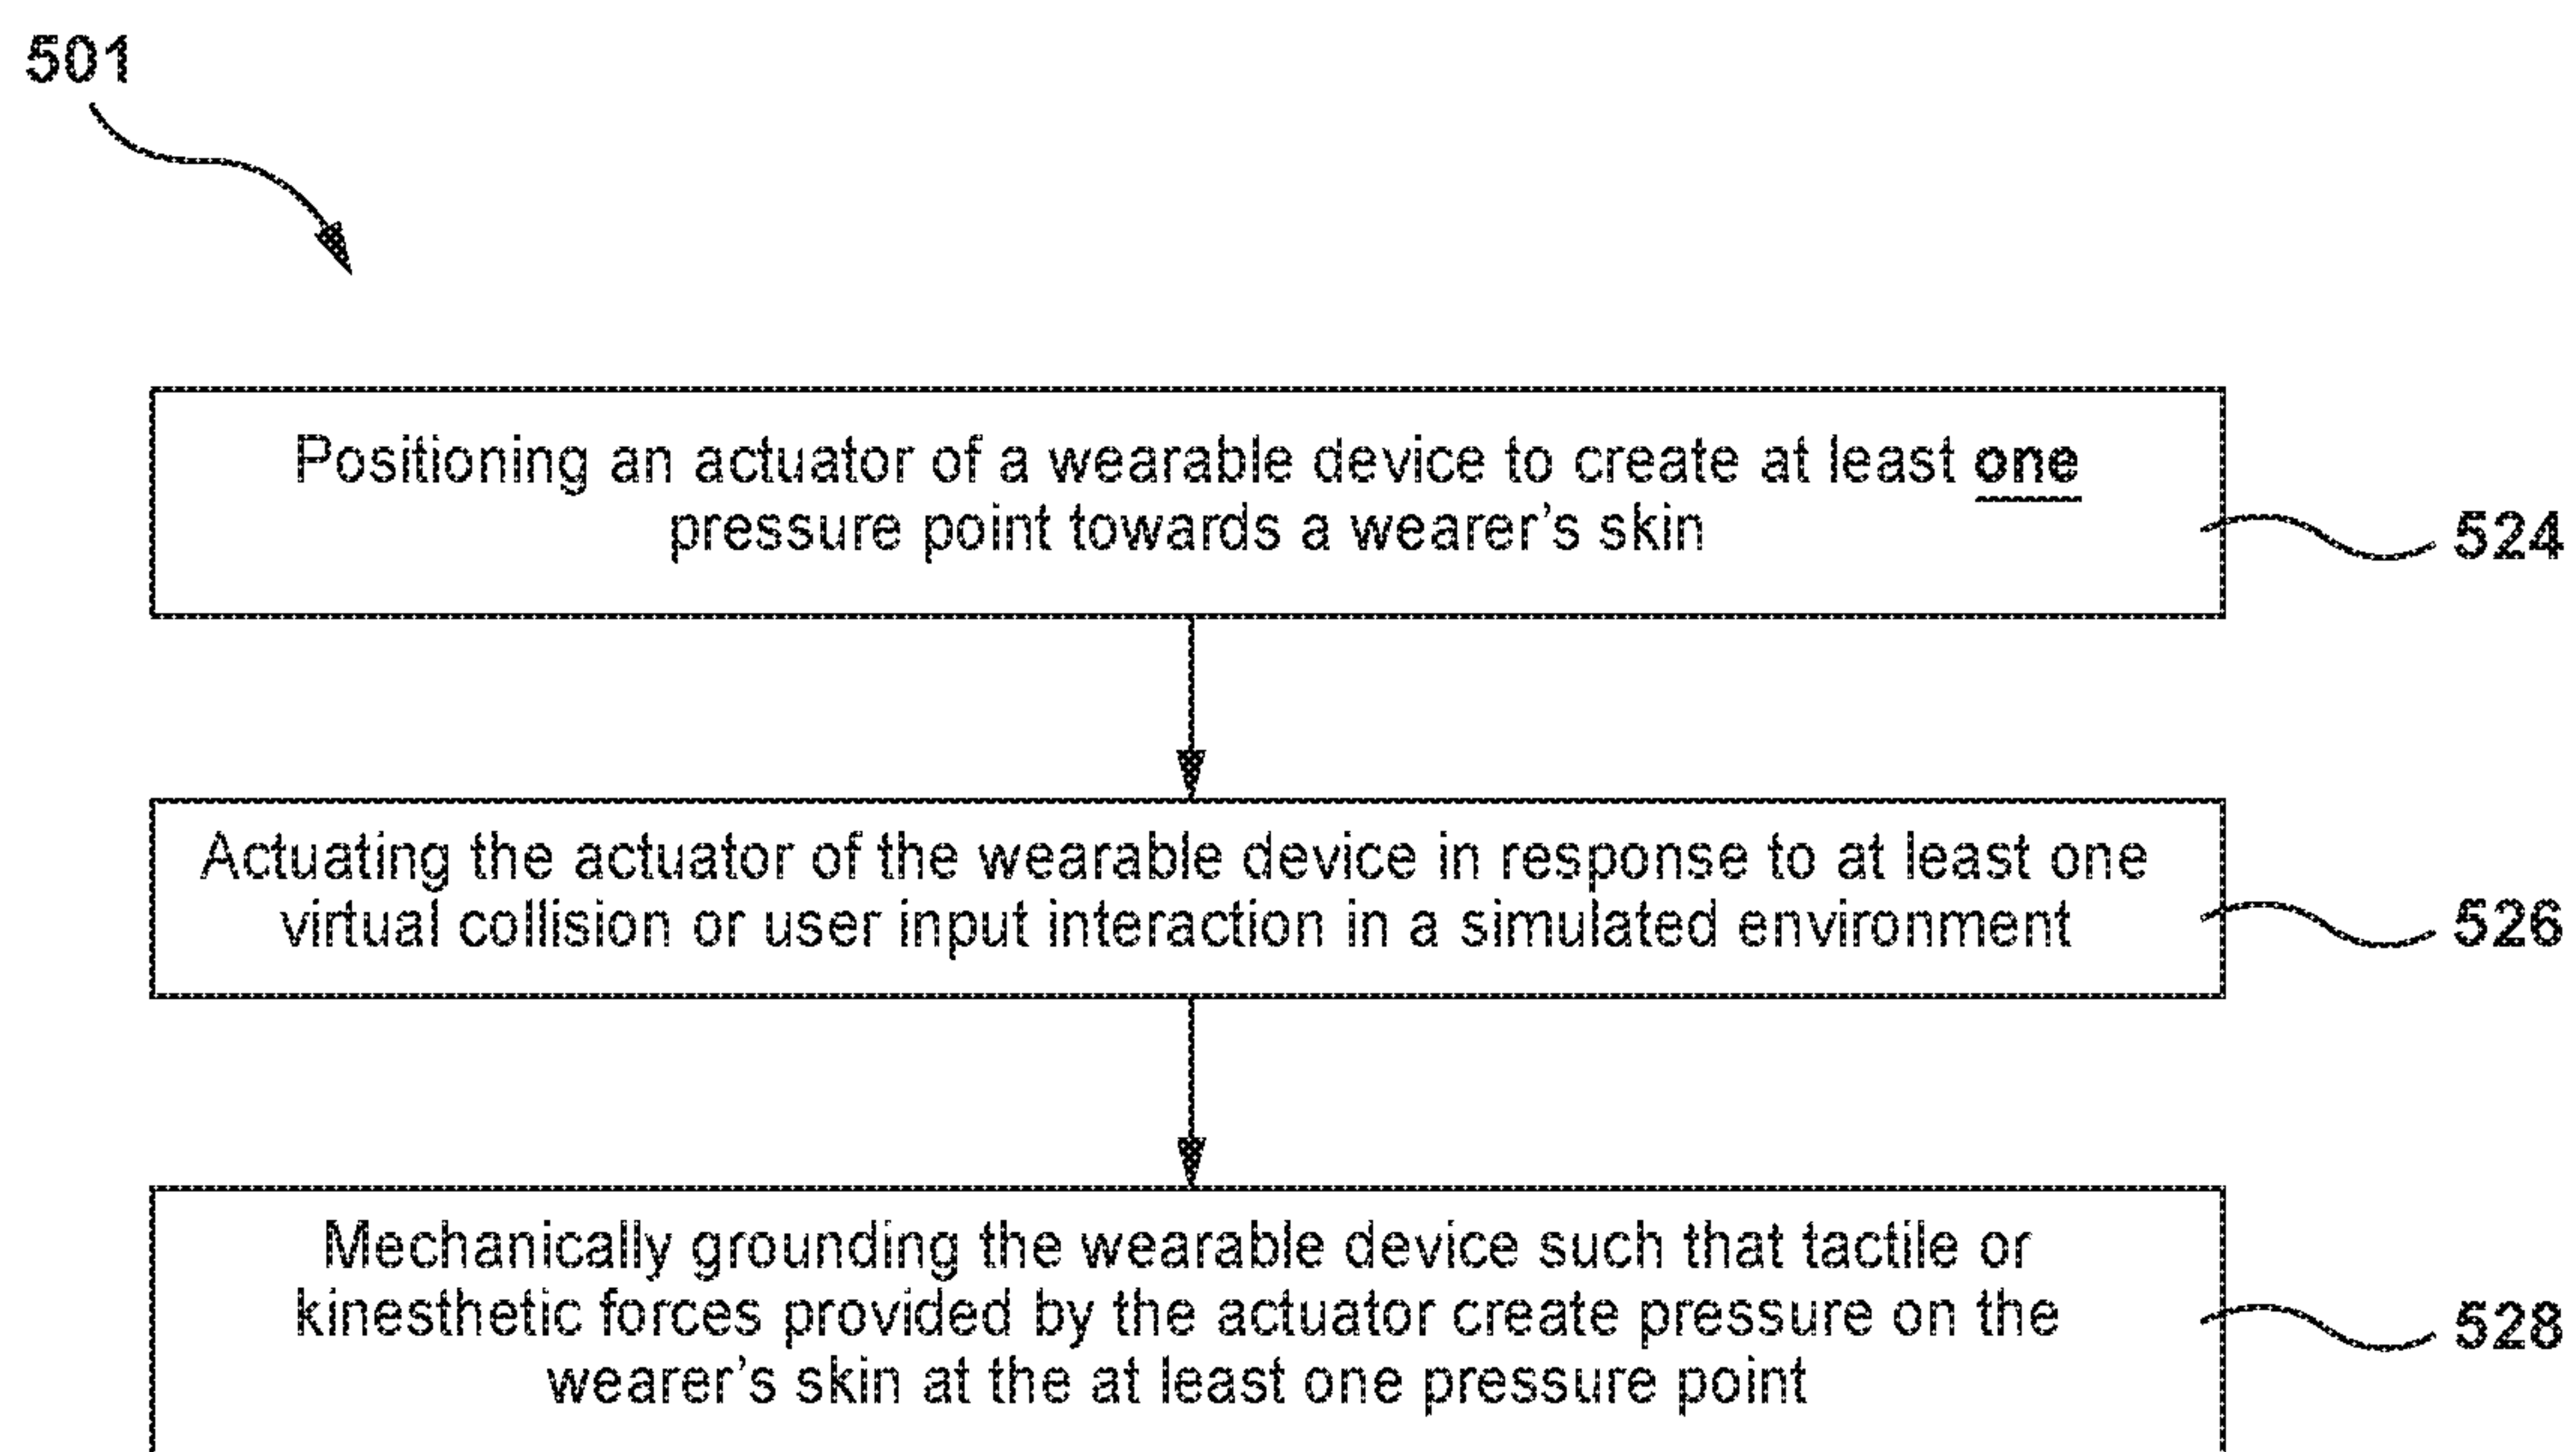 501
Positioning an actuator of a wearable device to create at least one
pressure point towards a wearer's skin
524
Actuating the actuator of the wearable device in response to at least one
virtual collision or user input interaction in a simulated environment
526
Mechanically grounding the wearable device such that tactile or
kinesthetic forces provided by the actuator create pressure on the
wearer's skin at the at least one pressure point
528